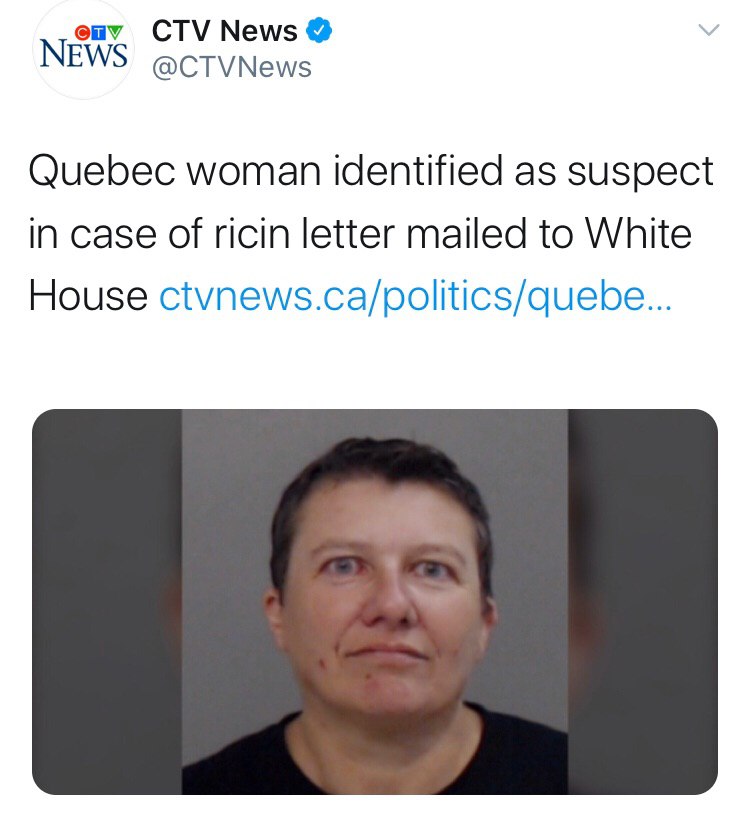 CTV
NEWS
CTV News
@CTVNews
Quebec woman identified as suspect
in case of ricin letter mailed to White
House ctvnews.ca/politics/quebe...